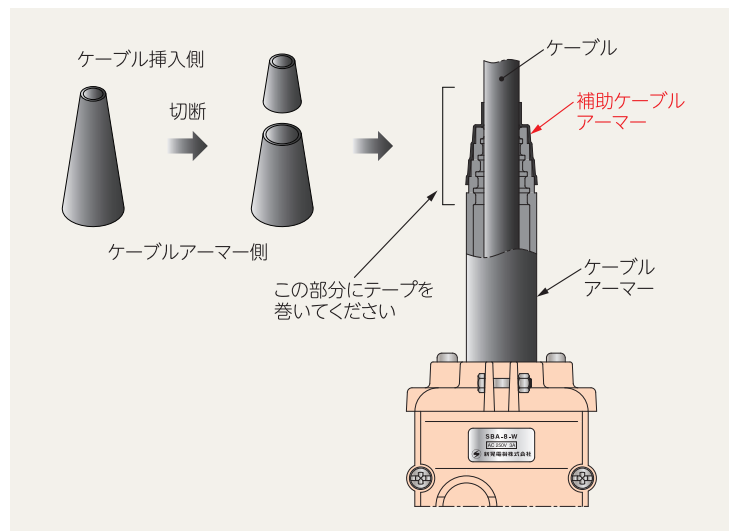 ケーブル挿入側
切断
ケーブルアーマー側
ケーブル
補助ケーブル
アーマー
この部分にテープを
巻いてください
ケーブル
アーマー
SBA-8-W
AC 250V 3A